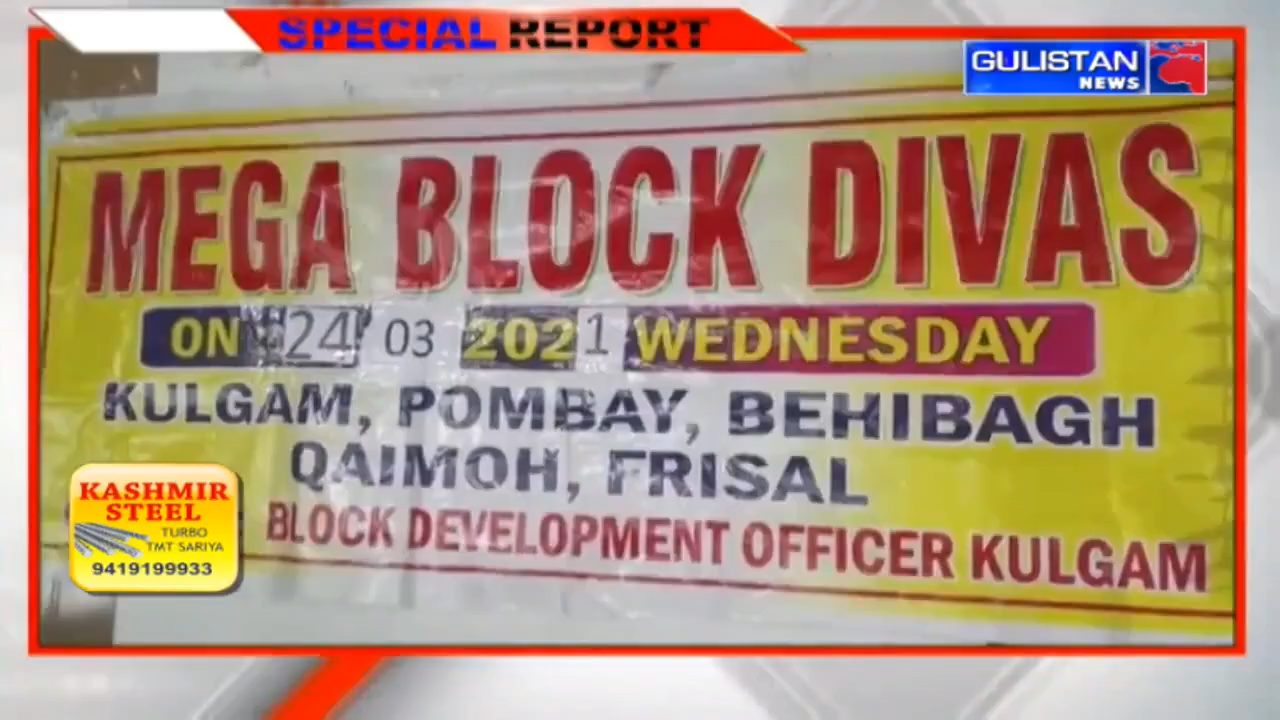 SPECIAL REPORT
GULISTAN
NEWS
MEGA BLOCK DIVAS
ON 24 03 2021 WEDNESDAY
KULGAM, POMBAY, BEHIBAGH
QAIMOH, FRISAL
BLOCK DEVELOPMENT OFFICER KULGAM
KASHMIR
STEEL
TURBO
TMT SARIYA
9419199933